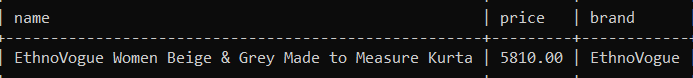 | name | price | brand
| EthnoVogue Women Beige & Grey Made to Measure Kurta | 5810.00 | EthnoVogue